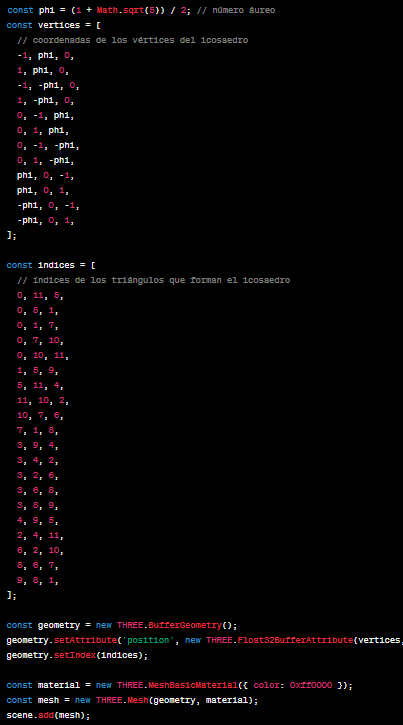 const phi = (1 + Math.sqrt(5)) / 2; // número áureo
const vertices = [
// coordenadas de los vértices del icosaedro
-1, phi, 0,
1, phi, 0,
-1, -phi, 0,
1, -phi, 0,
0, -1, phi,
0, 1, phi,
0, -1, -phi,
0, 1, -phi,
phi, 0, -1,
phi, 0, 1,
-phi, 0, -1,
-phi, 0, 1,
];
const indices = [
// índices de los triángulos que forman el icosaedro
0, 11, 5,
0, 5, 1,
0, 1, 7,
0, 7, 10,
0, 10, 11,
1, 5, 9,
5, 11, 4,
11, 10, 2,
10, 7, 6,
7, 1, 8,
3, 9, 4,
3, 4, 2,
3, 2, 6,
3, 6, 8,
3, 8, 9,
4, 9, 5,
2, 4, 11,
6, 2, 10,
8, 6, 7,
9, 8, 1,
];
const geometry = new THREE.BufferGeometry();
geometry.setAttribute('position', new THREE.Float32BufferAttribute(vertices,
geometry.setIndex(indices);
const material = new THREE.MeshBasicMaterial({ color: 0xff0000 });
const mesh = new THREE.Mesh(geometry, material);
scene.add(mesh);